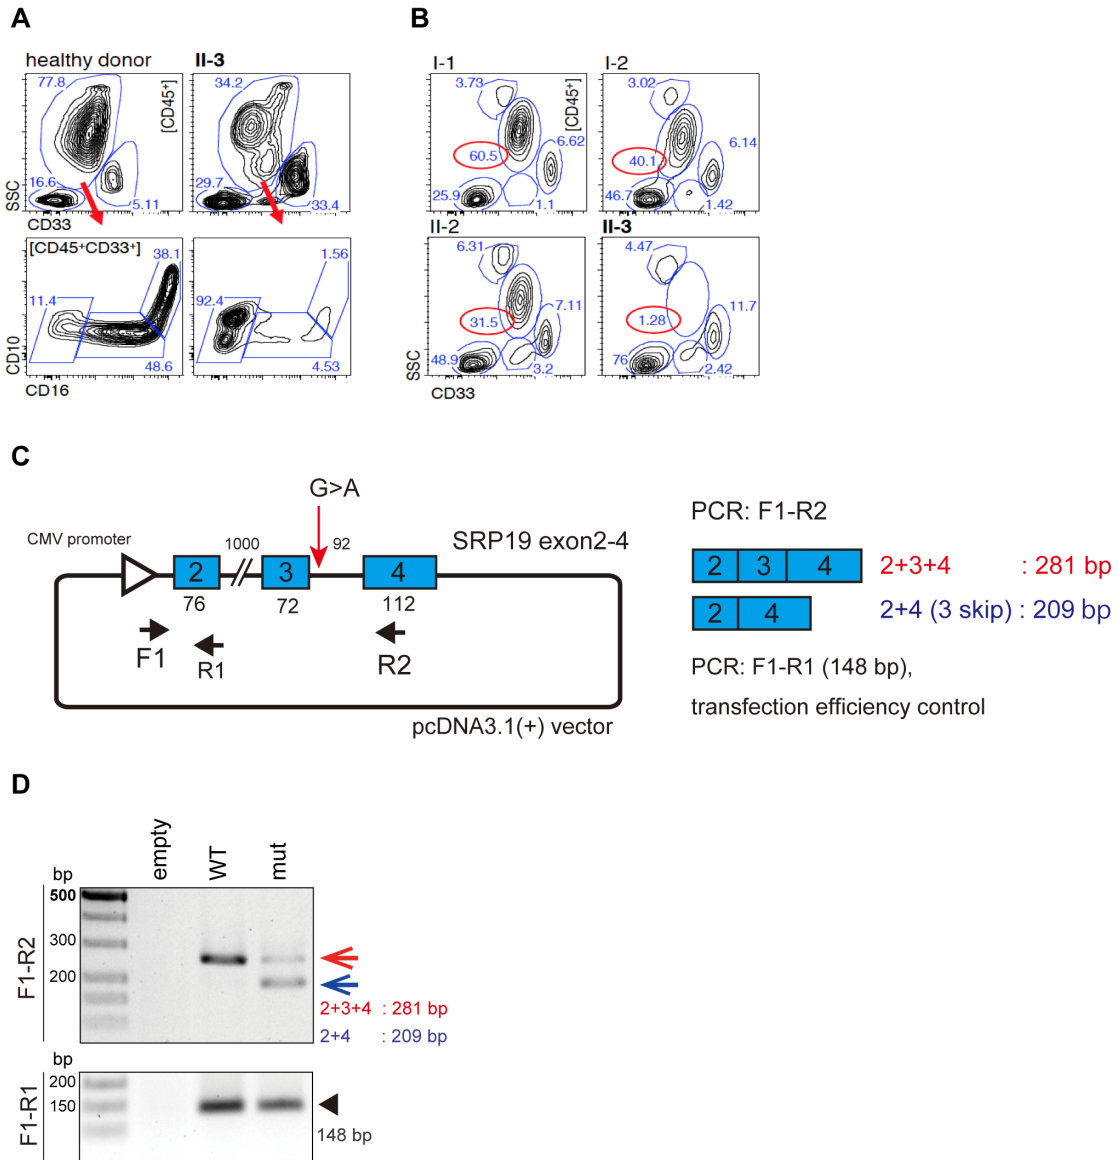 A
healthy donor
77.8
[CD45+]
16.6
5.11
SSC
CD33
II-3
34.2
29.7
33.4
[CD45+CD33+]
38.1
11.4
48.6
CD10
CD16
1.56
92.4
4.53
B
I-1
3.73
[CD45+]
6.62
60.5
25.9
1.1
I-2
3.02
6.14
40.1
46.7
1.42
II-2
6.31
7.11
31.5
48.9
3.2
SSC
CD33
II-3
4.47
11.7
1.28
76
2.42
C
G>A
CMV promoter
1000
92
SRP19 exon2-4
2
3
4
76
72
112
F1
R1
R2
pcDNA3.1(+) vector
PCR: F1-R2
2 3 4
2+3+4 : 281 bp
2 4
2+4 (3 skip) : 209 bp
PCR: F1-R1 (148 bp),
transfection efficiency control
D
empty
WT
mut
bp
500
300
200
F1-R2
2+3+4 : 281 bp
2+4 : 209 bp
bp
200
150
F1-R1
148 bp